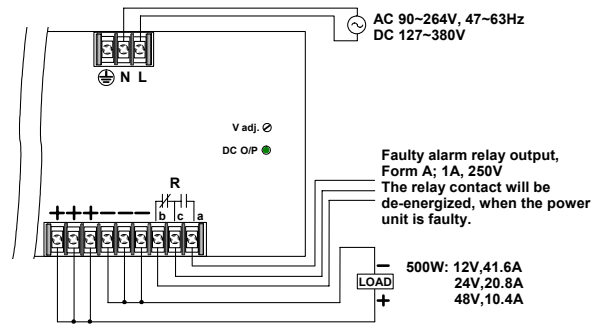 AC 90~264V, 47~63Hz
DC 127~380V
N L
V adj.
DC O/P
R
b c a
+ + + − − −
Faulty alarm relay output,
Form A; 1A, 250V
The relay contact will be
de-energized, when the power
unit is faulty.
−
LOAD
+
500W: 12V,41.6A
24V,20.8A
48V,10.4A